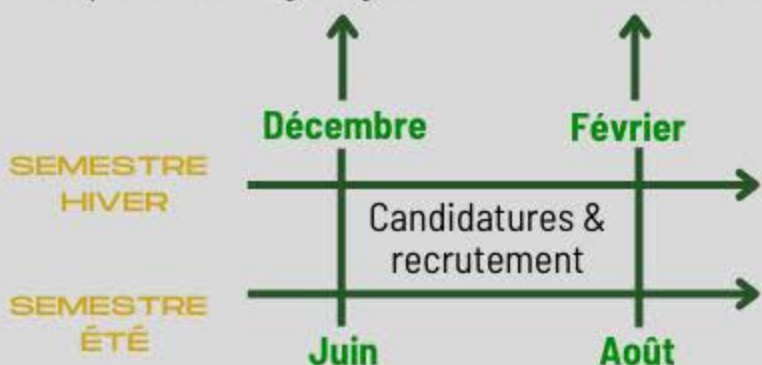 Décembre
Février
SEMESTRE
HIVER
Candidatures &
recrutement
SEMESTRE
ÉTÉ
Juin
Août